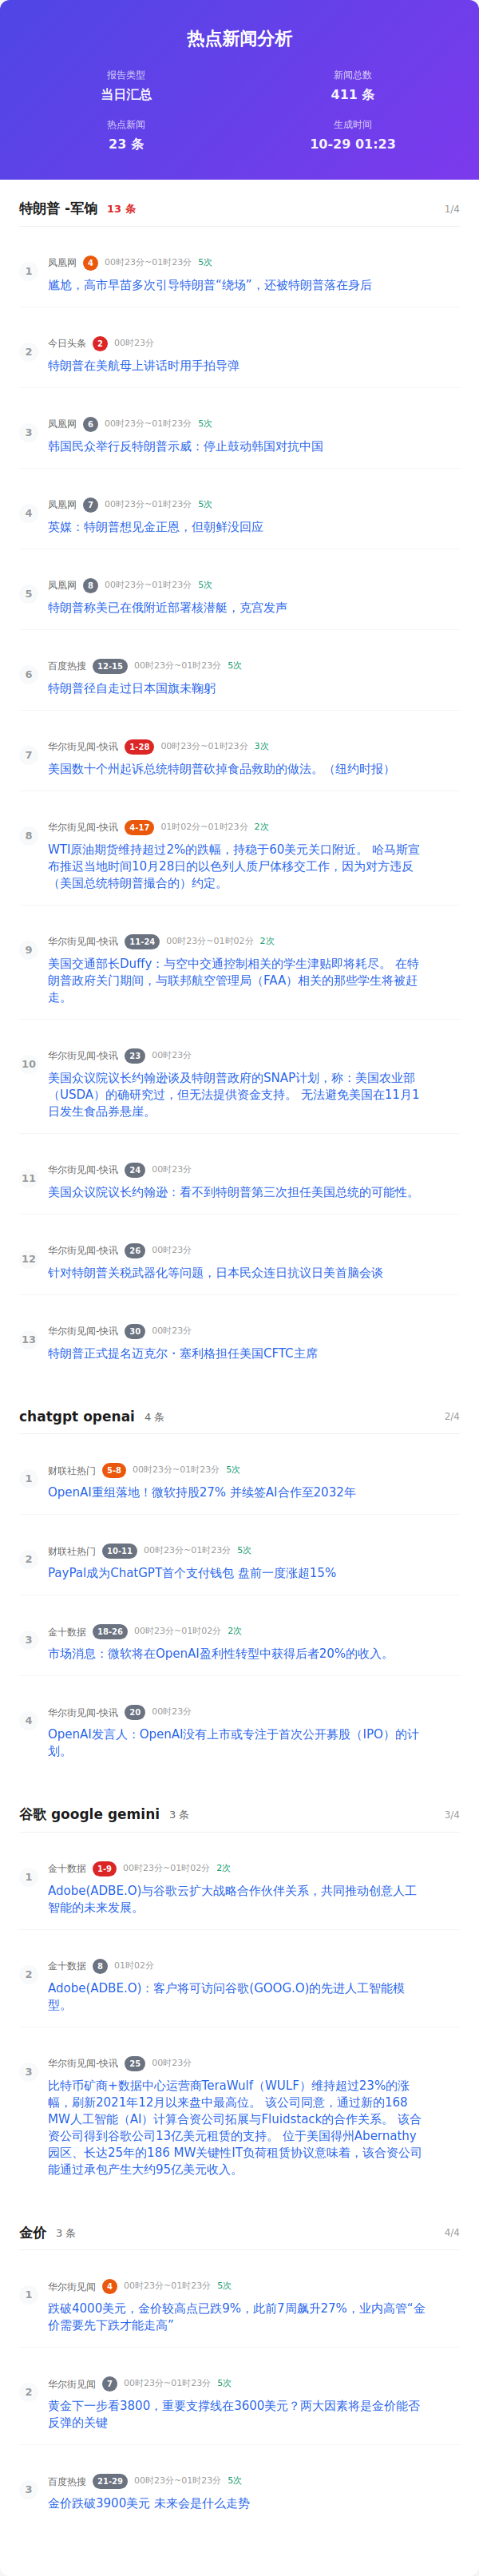 热点新闻分析
报告类型
新闻总数
当日汇总
411 条
热点新闻
生成时间
23 条
10-29 01:23
特朗普 -军饷 13 条 1/4
1 凤凰网 4 00时23分~01时23分 5次
尴尬，高市早苗多次引导特朗普“绕场”，还被特朗普落在身后
2 今日头条 2 00时23分
特朗普在美航母上讲话时用手拍导弹
3 凤凰网 6 00时23分~01时23分 5次
韩国民众举行反特朗普示威：停止鼓动韩国对抗中国
4 凤凰网 7 00时23分~01时23分 5次
英媒：特朗普想见金正恩，但朝鲜没回应
5 凤凰网 8 00时23分~01时23分 5次
特朗普称美已在俄附近部署核潜艇，克宫发声
6 百度热搜 12-15 00时23分~01时23分 5次
特朗普径自走过日本国旗未鞠躬
7 华尔街见闻-快讯 1-28 00时23分~01时23分 3次
美国数十个州起诉总统特朗普砍掉食品救助的做法。（纽约时报）
8 华尔街见闻-快讯 4-17 01时02分~01时23分 2次
WTI原油期货维持超过2%的跌幅，持稳于60美元关口附近。 哈马斯宣
布推迟当地时间10月28日的以色列人质尸体移交工作，因为对方违反
（美国总统特朗普撮合的）约定。
9 华尔街见闻-快讯 11-24 00时23分~01时02分 2次
美国交通部长Duffy：与空中交通控制相关的学生津贴即将耗尽。 在特
朗普政府关门期间，与联邦航空管理局（FAA）相关的那些学生将被赶
走。
10 华尔街见闻-快讯 23 00时23分
美国众议院议长约翰逊谈及特朗普政府的SNAP计划，称：美国农业部
（USDA）的确研究过，但无法提供资金支持。 无法避免美国在11月1
日发生食品券悬崖。
11 华尔街见闻-快讯 24 00时23分
美国众议院议长约翰逊：看不到特朗普第三次担任美国总统的可能性。
12 华尔街见闻-快讯 26 00时23分
针对特朗普关税武器化等问题，日本民众连日抗议日美首脑会谈
13 华尔街见闻-快讯 30 00时23分
特朗普正式提名迈克尔・塞利格担任美国CFTC主席
chatgpt openai 4 条 2/4
1 财联社热门 5-8 00时23分~01时23分 5次
OpenAI重组落地！微软持股27% 并续签AI合作至2032年
2 财联社热门 10-11 00时23分~01时23分 5次
PayPal成为ChatGPT首个支付钱包 盘前一度涨超15%
3 金十数据 18-26 00时23分~01时02分 2次
市场消息：微软将在OpenAI盈利性转型中获得后者20%的收入。
4 华尔街见闻-快讯 20 00时23分
OpenAI发言人：OpenAI没有上市或专注于首次公开募股（IPO）的计
划。
谷歌 google gemini 3 条 3/4
1 金十数据 1-9 00时23分~01时02分 2次
Adobe(ADBE.O)与谷歌云扩大战略合作伙伴关系，共同推动创意人工
智能的未来发展。
2 金十数据 8 01时02分
Adobe(ADBE.O)：客户将可访问谷歌(GOOG.O)的先进人工智能模
型。
3 华尔街见闻-快讯 25 00时23分
比特币矿商+数据中心运营商TeraWulf（WULF）维持超过23%的涨
幅，刷新2021年12月以来盘中最高位。 该公司同意，通过新的168
MW人工智能（AI）计算合资公司拓展与Fluidstack的合作关系。 该合
资公司得到谷歌公司13亿美元租赁的支持。 位于美国得州Abernathy
园区、长达25年的186 MW关键性IT负荷租赁协议意味着，该合资公司
能通过承包产生大约95亿美元收入。
金价 3 条 4/4
1 华尔街见闻 4 00时23分~01时23分 5次
跌破4000美元，金价较高点已跌9%，此前7周飙升27%，业内高管“金
价需要先下跌才能走高”
2 华尔街见闻 7 00时23分~01时23分 5次
黄金下一步看3800，重要支撑线在3600美元？两大因素将是金价能否
反弹的关键
3 百度热搜 21-29 00时23分~01时23分 5次
金价跌破3900美元 未来会是什么走势